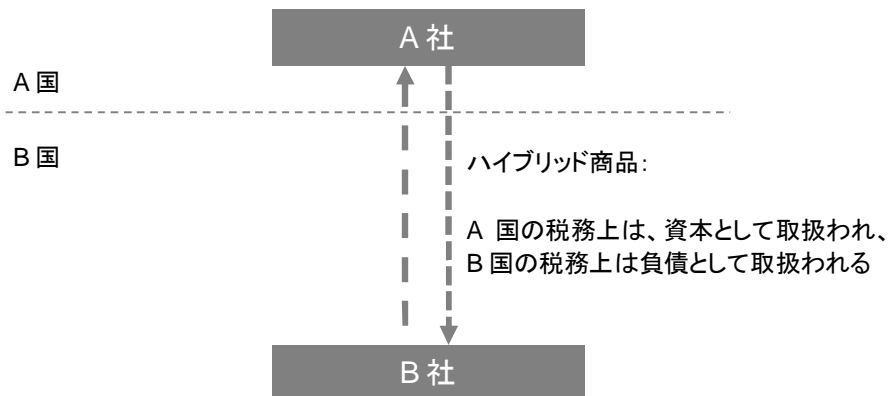 A 社
A 国
B 国
ハイブリッド商品：
A 国の税務上は、資本として取扱われ、
B 国の税務上は負債として取扱われる
B 社